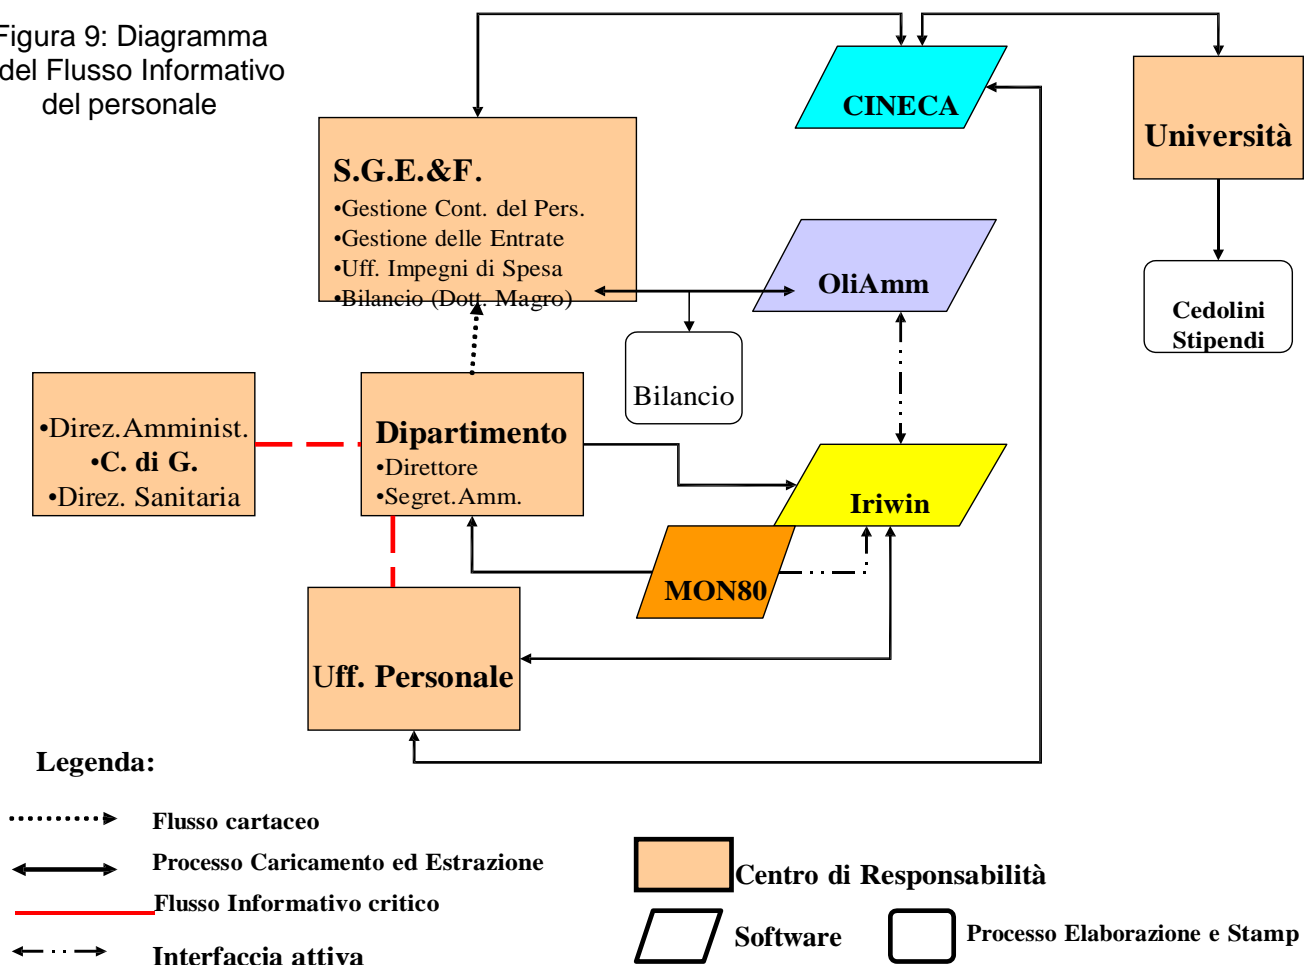 Figura 9: Diagramma
del Flusso Informativo
del personale
CINECA
Università
S.G.E.&F.
•Gestione Cont. del Pers.
•Gestione delle Entrate
•Uff. Impegni di Spesa
•Bilancio (Dott. Magro)
OliAmm
Cedolini
Stipendi
Bilancio
•Direz.Amminist.
•C. di G.
•Direz. Sanitaria
Dipartimento
•Direttore
•Segret.Amm.
Iriwin
MON80
Uff. Personale
Legenda:
Flusso cartaceo
Processo Caricamento ed Estrazione
Flusso Informativo critico
Interfaccia attiva
Centro di Responsabilità
Software
Processo Elaborazione e Stamp